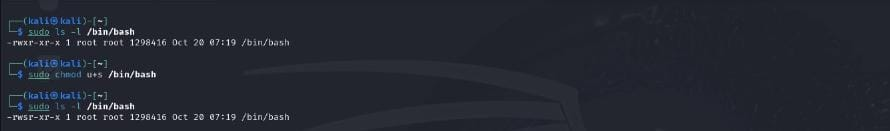 ┌──(kali㉿kali)-[~]
└─$ sudo ls -l /bin/bash
-rwxr-xr-x 1 root root 1298416 Oct 20 07:19 /bin/bash
┌──(kali㉿kali)-[~]
└─$ sudo chmod u+s /bin/bash
┌──(kali㉿kali)-[~]
└─$ sudo ls -l /bin/bash
-rwsr-xr-x 1 root root 1298416 Oct 20 07:19 /bin/bash